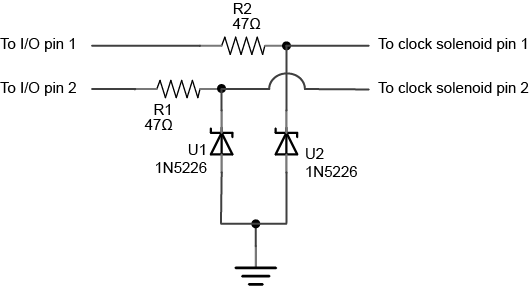 R2
47Ω
To I/O pin 1
To clock solenoid pin 1
To I/O pin 2
To clock solenoid pin 2
R1
47Ω
U1
1N5226
U2
1N5226